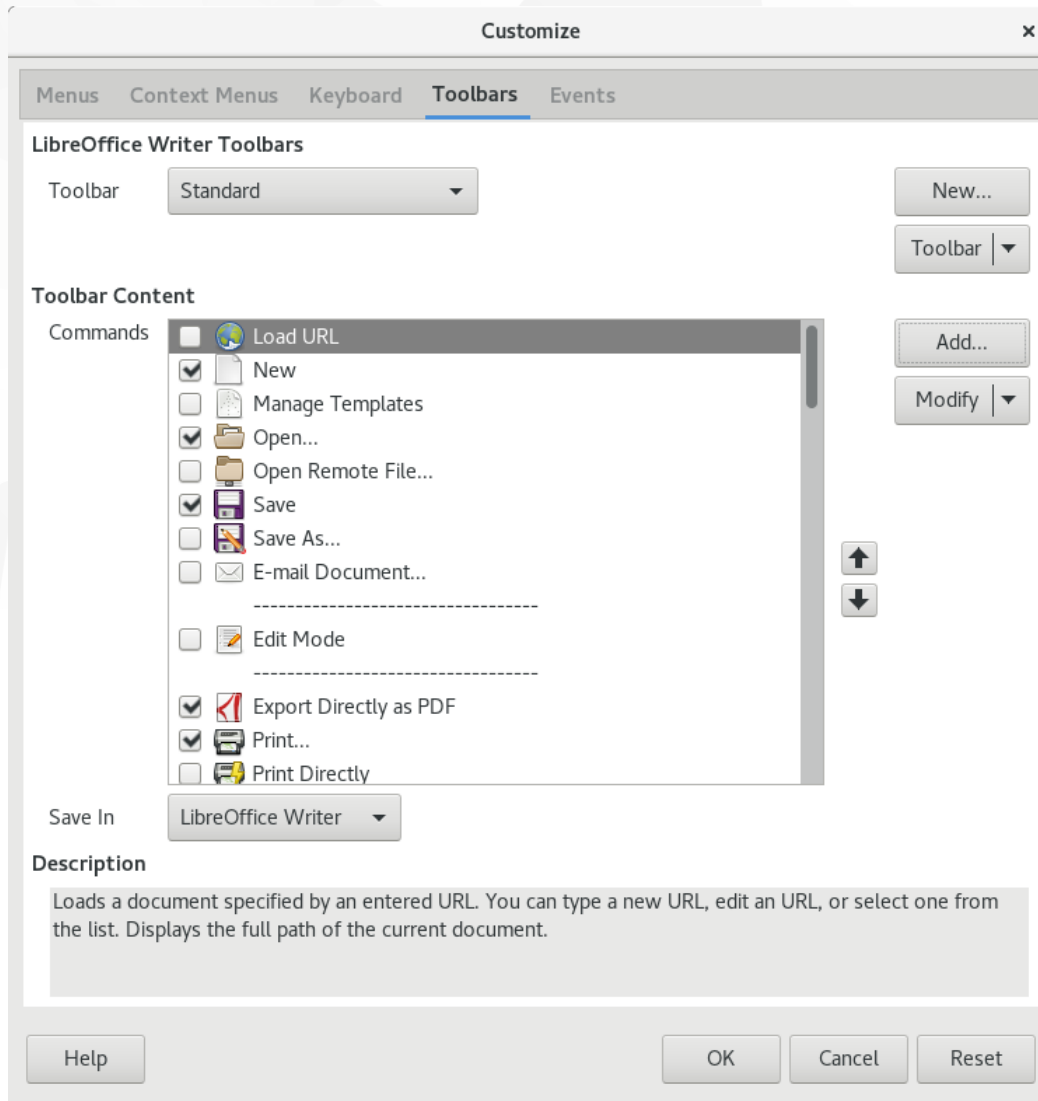 Customize ×
Menus Context Menus Keyboard Toolbars Events
LibreOffice Writer Toolbars
Toolbar Standard New...
Toolbar
Toolbar Content
Commands Load URL Add...
New
Modify
Manage Templates
Open...
Open Remote File...
Save
Save As...
E-mail Document...
----------------------------------
Edit Mode
----------------------------------
Export Directly as PDF
Print...
Print Directly
Save In LibreOffice Writer
Description
Loads a document specified by an entered URL. You can type a new URL, edit an URL, or select one from
the list. Displays the full path of the current document.
Help OK Cancel Reset